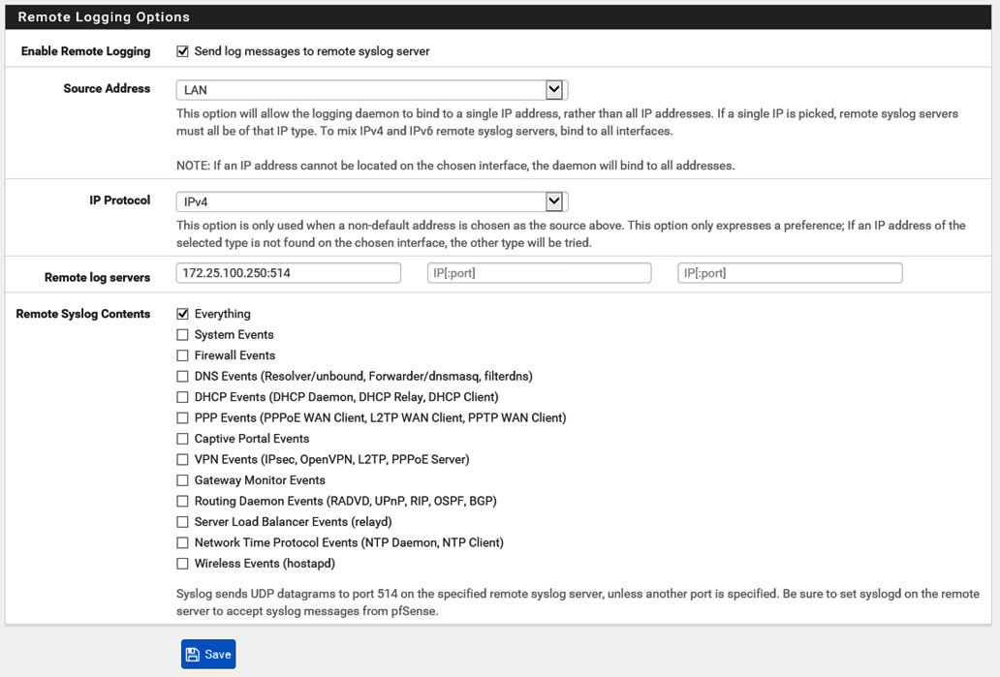 Remote Logging Options
Enable Remote Logging
Send log messages to remote syslog server
Source Address
LAN
This option will allow the logging daemon to bind to a single IP address, rather than all IP addresses. If a single IP is picked, remote syslog servers
must all be of that IP type. To mix IPv4 and IPv6 remote syslog servers, bind to all interfaces.
NOTE: If an IP address cannot be located on the chosen interface, the daemon will bind to all addresses.
IP Protocol
IPv4
This option is only used when a non-default address is chosen as the source above. This option only expresses a preference; If an IP address of the
selected type is not found on the chosen interface, the other type will be tried.
Remote log servers
172.25.100.250:514
IP[:port]
IP[:port]
Remote Syslog Contents
Everything
System Events
Firewall Events
DNS Events (Resolver/unbound, Forwarder/dnsmasq, filterdns)
DHCP Events (DHCP Daemon, DHCP Relay, DHCP Client)
PPP Events (PPPoE WAN Client, L2TP WAN Client, PPTP WAN Client)
Captive Portal Events
VPN Events (IPsec, OpenVPN, L2TP, PPPoE Server)
Gateway Monitor Events
Routing Daemon Events (RADVD, UPnP, RIP, OSPF, BGP)
Server Load Balancer Events (relayd)
Network Time Protocol Events (NTP Daemon, NTP Client)
Wireless Events (hostapd)
Syslog sends UDP datagrams to port 514 on the specified remote syslog server, unless another port is specified. Be sure to set syslogd on the remote
server to accept syslog messages from pfSense.
Save